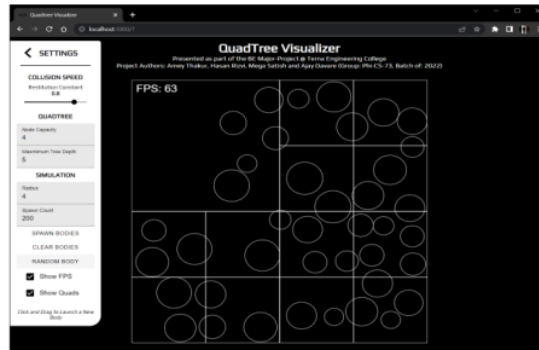 Quadtree Visualizer
localhost:3000/?
QuadTree Visualizer
Presented as part of the BE Major-Project @ Terna Engineering College
Project Authors: Amey Thakur, Hasan Rizvi, Mega Satish and Ajay Davare (Group: Phi-CS-73, Batch of: 2022)
SETTINGS
COLLISION SPEED
Restitution Constant
0.8
QUADTREE
Node Capacity
4
Maximum Tree Depth
5
SIMULATION
Radius
4
Spawn Count
200
SPAWN BODIES
CLEAR BODIES
RANDOM BODY
Show FPS
Show Quads
Click and Drag to Launch a New
Body
FPS: 63